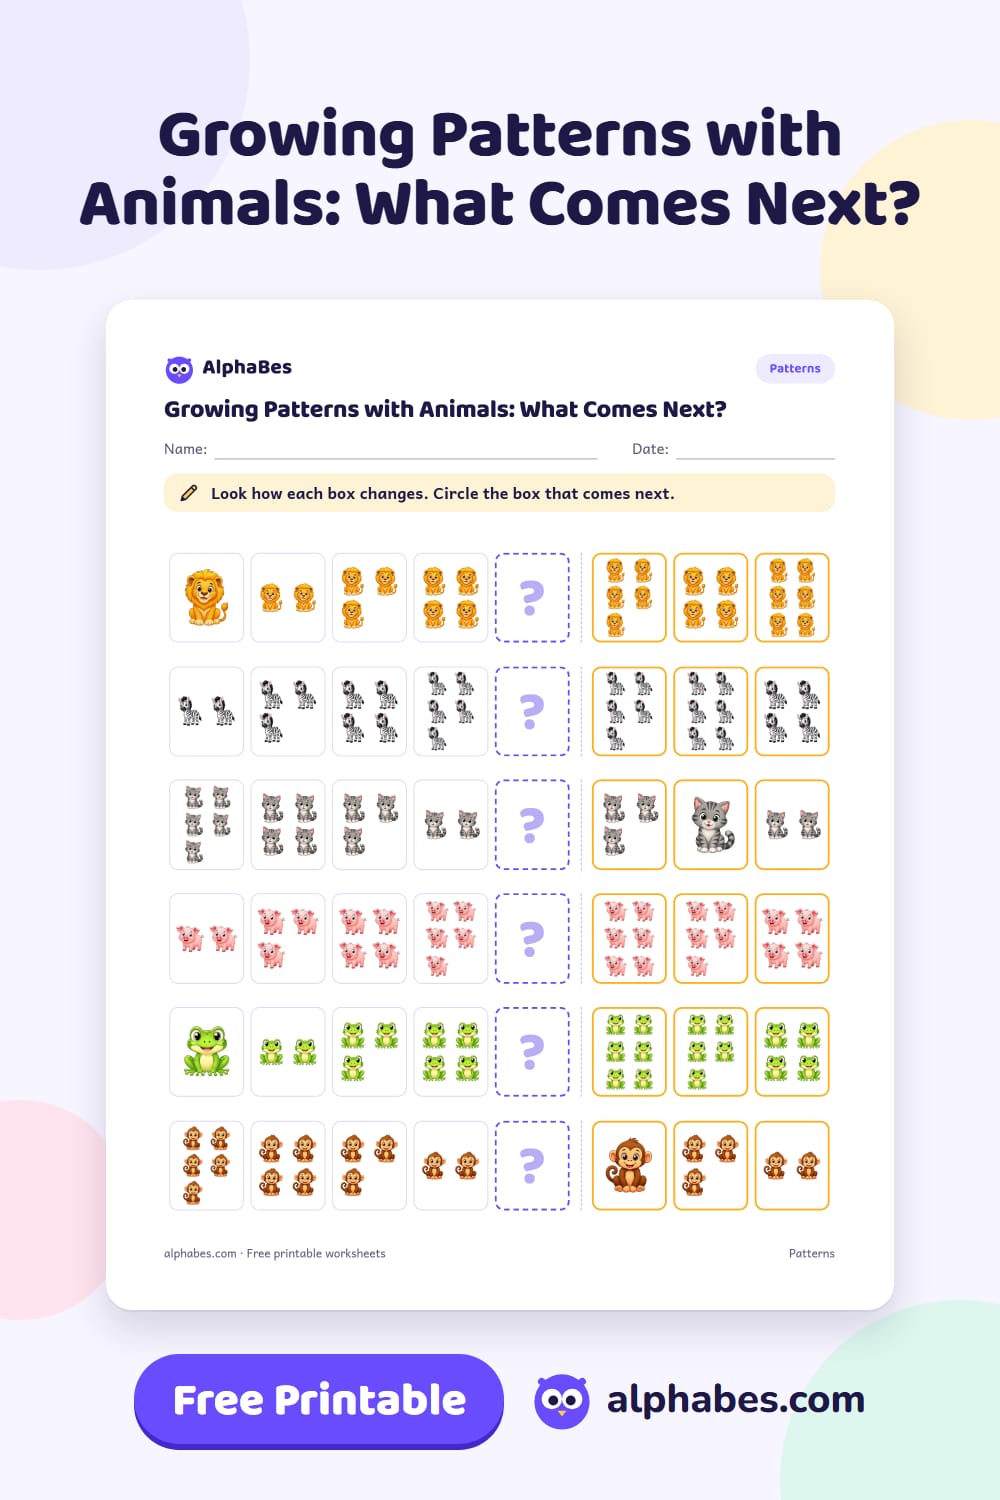 Growing Patterns with
Animals: What Comes Next?
AlphaBes
Patterns
Growing Patterns with Animals: What Comes Next?
Name:
Date:
Look how each box changes. Circle the box that comes next.
?
?
?
?
?
?
alphabes.com · Free printable worksheets
Patterns
Free Printable
alphabes.com